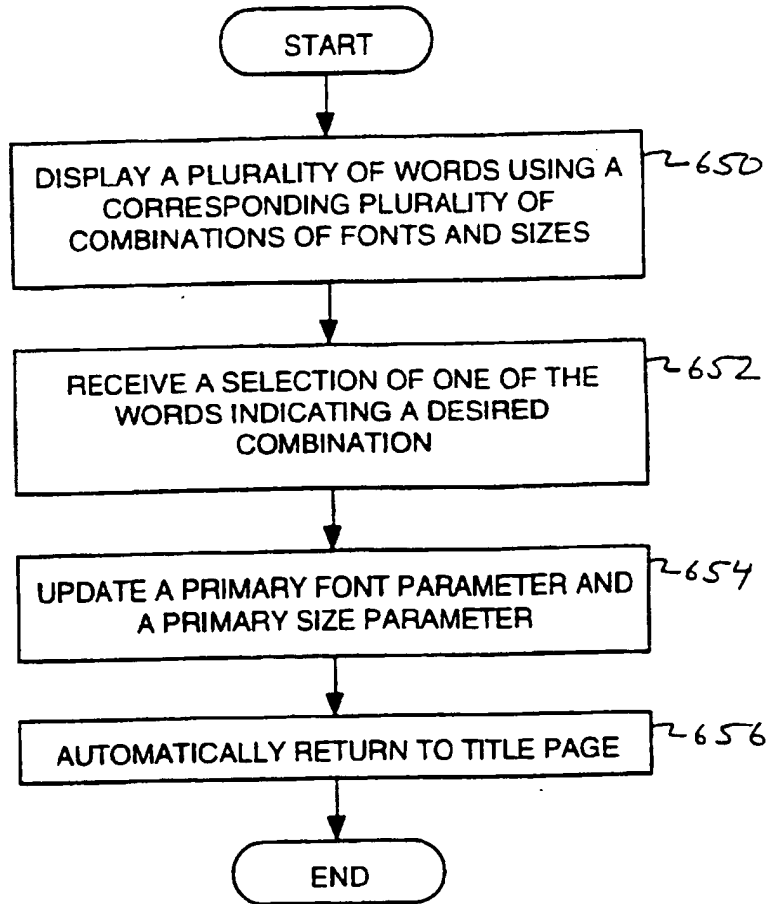 START
DISPLAY A PLURALITY OF WORDS USING A
CORRESPONDING PLURALITY OF
COMBINATIONS OF FONTS AND SIZES
650
RECEIVE A SELECTION OF ONE OF THE
WORDS INDICATING A DESIRED
COMBINATION
652
UPDATE A PRIMARY FONT PARAMETER AND
A PRIMARY SIZE PARAMETER
654
AUTOMATICALLY RETURN TO TITLE PAGE
656
END